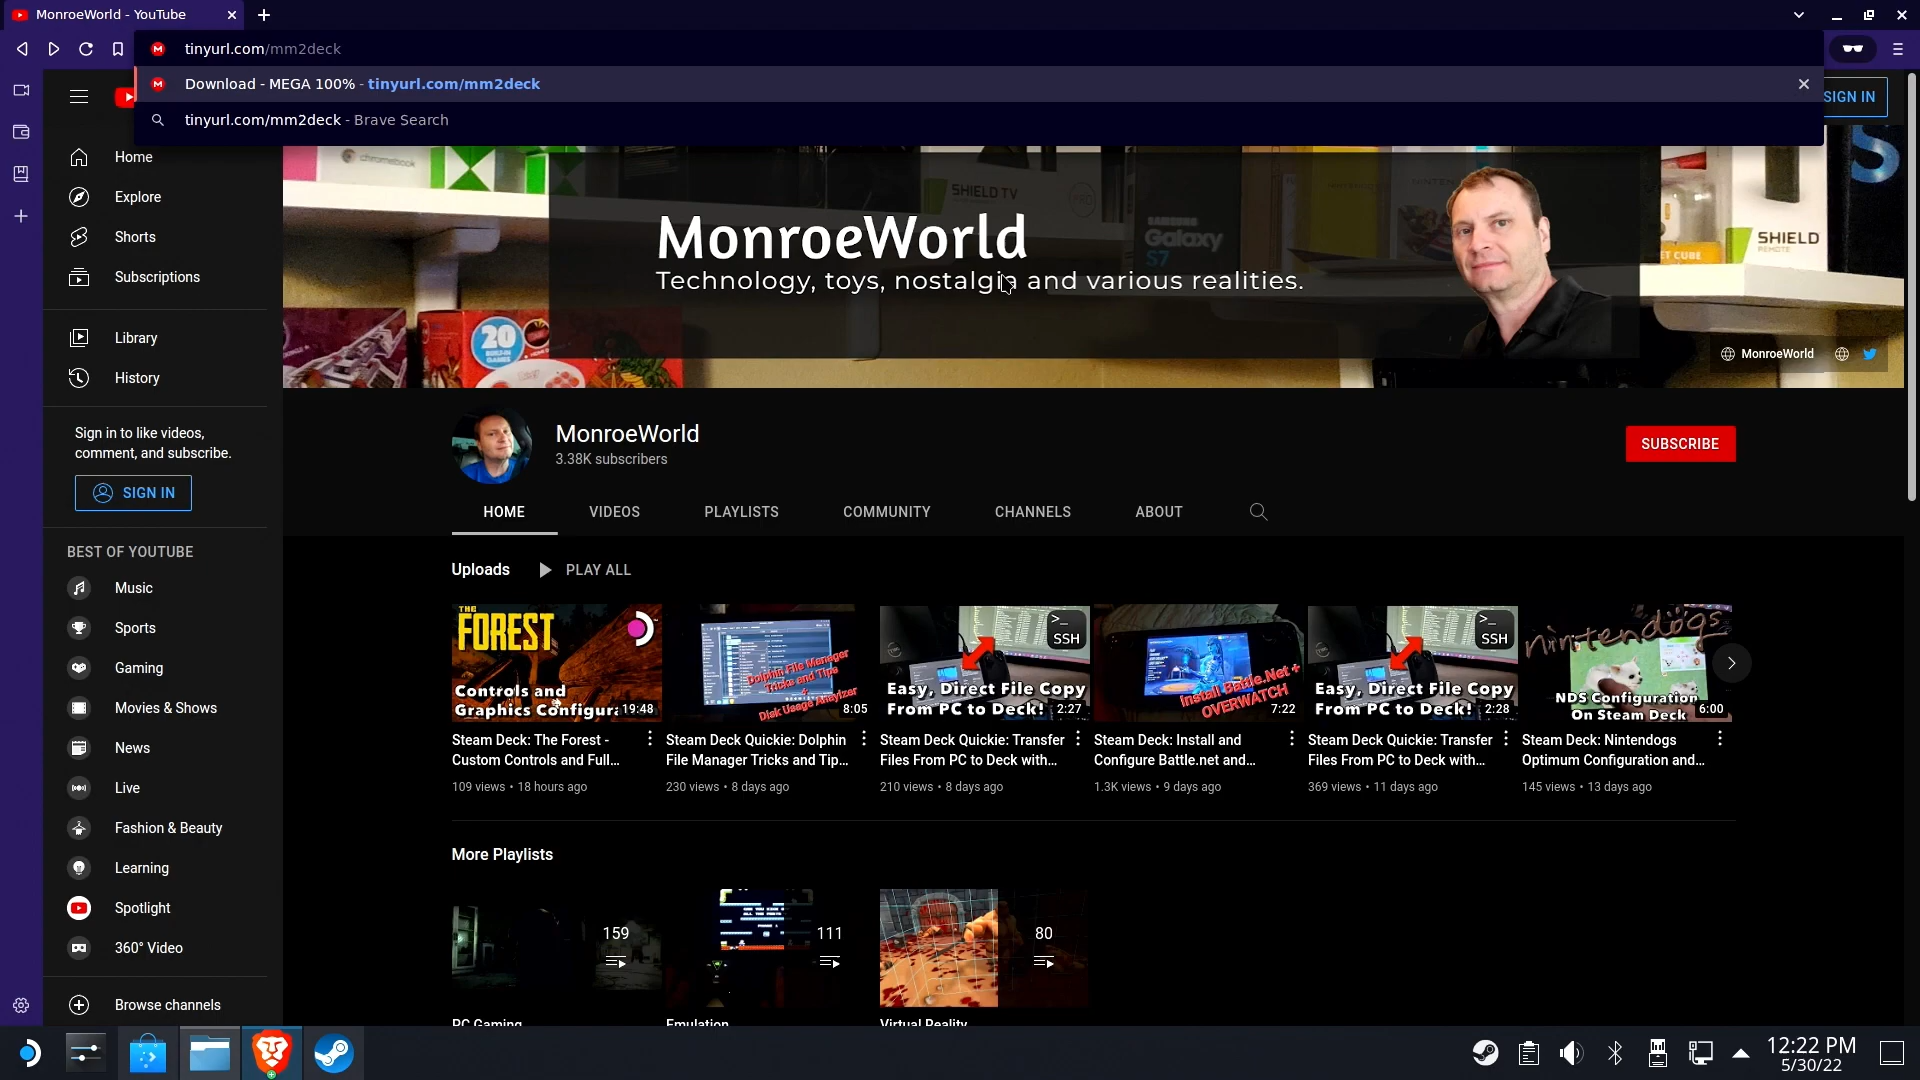 MonroeWorld - YouTube
tinyurl.com/mm2deck
Download - MEGA 100% - tinyurl.com/mm2deck
tinyurl.com/mm2deck - Brave Search
SIGN IN
Home
Explore
Shorts
Subscriptions
Library
History
Sign in to like videos,
comment, and subscribe.
SIGN IN
BEST OF YOUTUBE
Music
Sports
Gaming
Movies & Shows
News
Live
Fashion & Beauty
Learning
Spotlight
360° Video
Browse channels
chromebook
SHIELD TV
SAMSUNG
Galaxy
S7
SHIELD
REMOTE
20
MonroeWorld
Technology, toys, nostalgia and various realities.
MonroeWorld
MonroeWorld
3.38K subscribers
SUBSCRIBE
HOME
VIDEOS
PLAYLISTS
COMMUNITY
CHANNELS
ABOUT
Uploads
PLAY ALL
THE
FOREST
Controls and
Graphics Configura
19:48
Steam Deck: The Forest -
Custom Controls and Full...
109 views • 18 hours ago
Dolphin File Manager
Tricks and Tips
+
Disk Usage Anaylzer
8:05
Steam Deck Quickie: Dolphin
File Manager Tricks and Tip...
230 views • 8 days ago
>_
SSH
Easy, Direct File Copy
From PC to Deck!
2:27
Steam Deck Quickie: Transfer
Files From PC to Deck with...
210 views • 8 days ago
Install Battle.Net +
OVERWATCH
7:22
Steam Deck: Install and
Configure Battle.net and...
1.3K views • 9 days ago
>_
SSH
Easy, Direct File Copy
From PC to Deck!
2:28
Steam Deck Quickie: Transfer
Files From PC to Deck with...
369 views • 11 days ago
nintendogs
NDS Configuration
On Steam Deck
6:00
Steam Deck: Nintendogs
Optimum Configuration and...
145 views • 13 days ago
More Playlists
159
111
80
PC Gaming
Emulation
Virtual Reality
12:22 PM
5/30/22